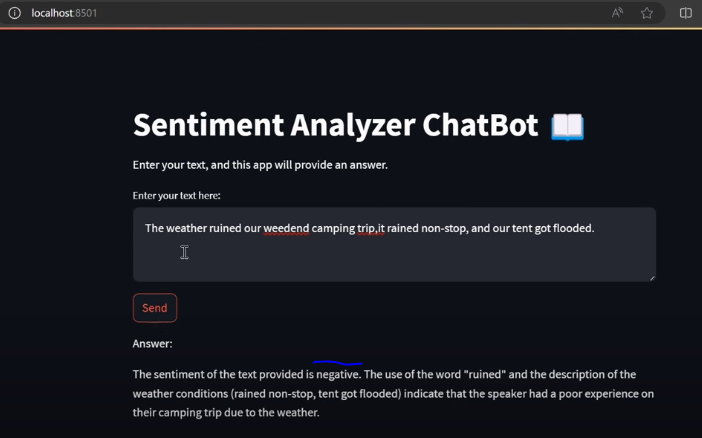 localhost:8501
Sentiment Analyzer ChatBot
Enter your text, and this app will provide an answer.
Enter your text here:
The weather ruined our weedend camping trip,it rained non-stop, and our tent got flooded.
Send
Answer:
The sentiment of the text provided is negative. The use of the word "ruined" and the description of the
weather conditions (rained non-stop, tent got flooded) indicate that the speaker had a poor experience on
their camping trip due to the weather.